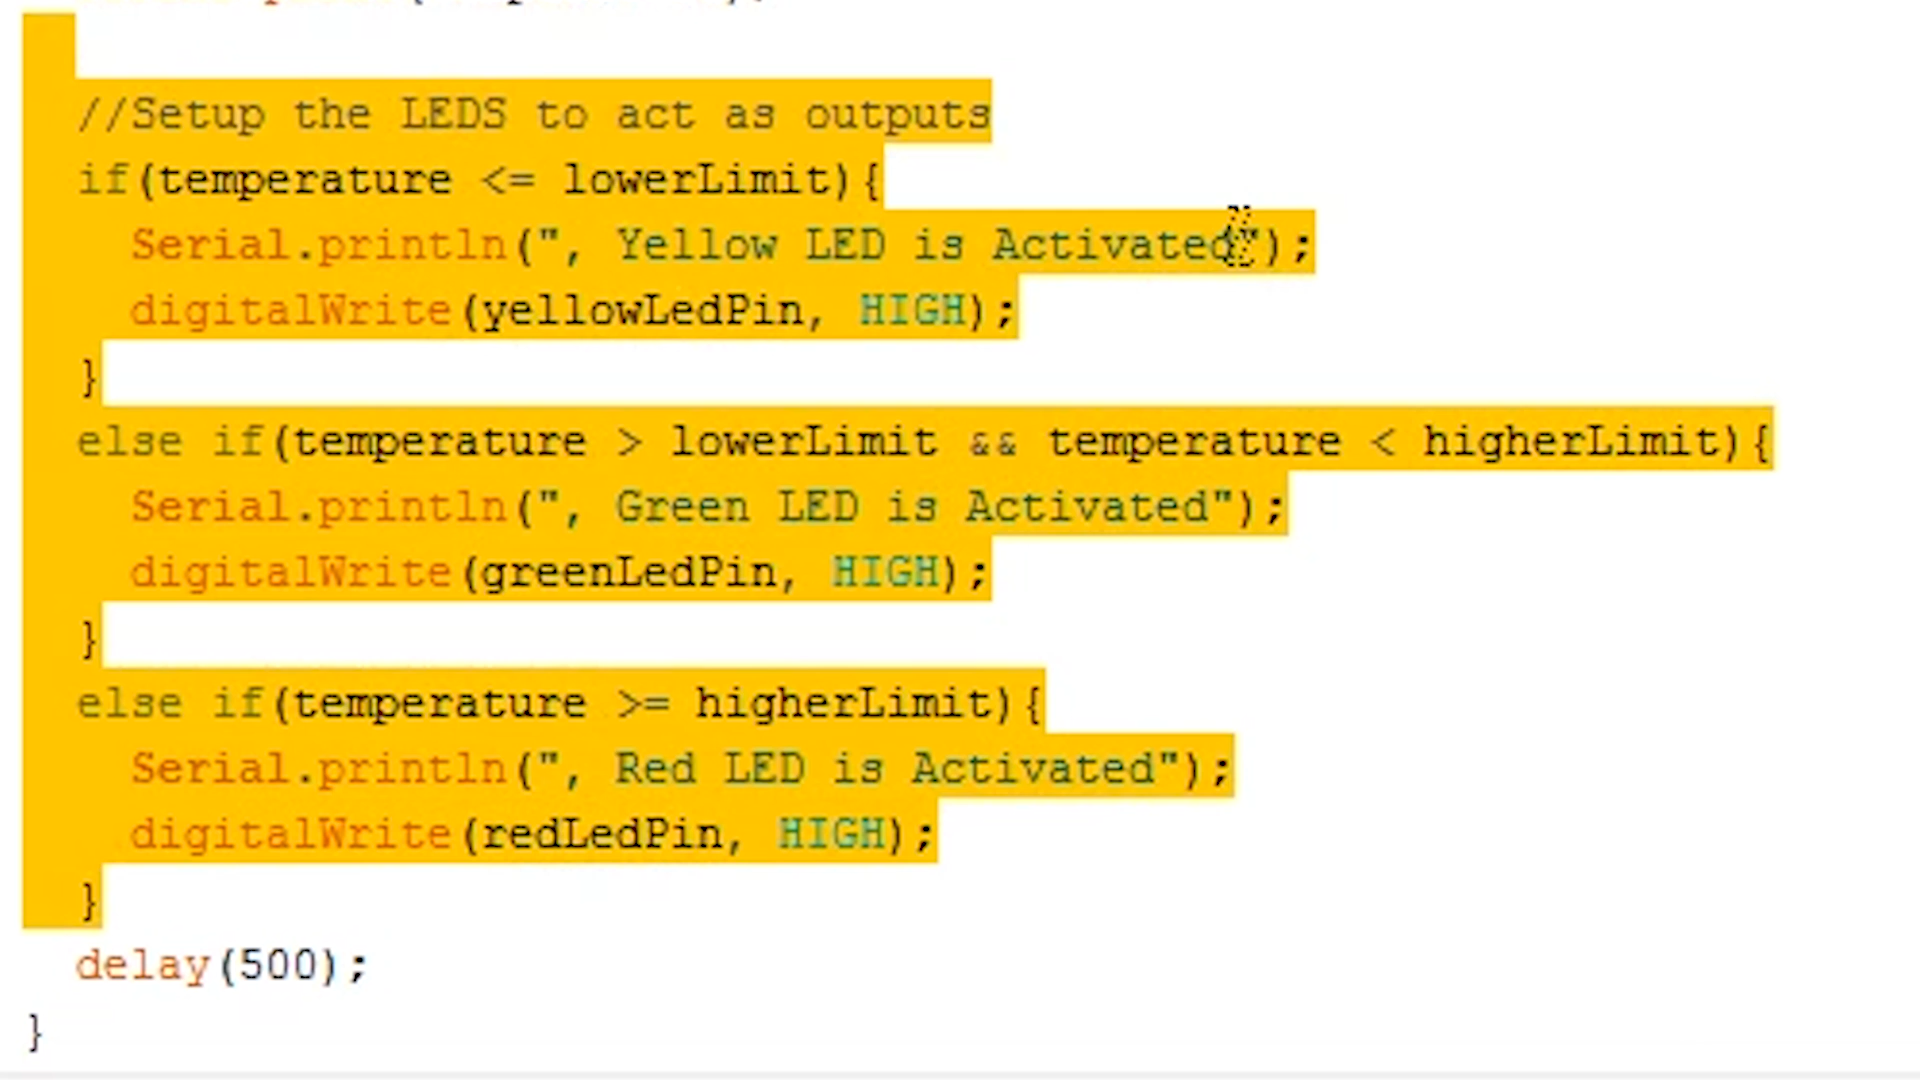 //Setup the LEDS to act as outputs
if(temperature <= lowerLimit){
Serial.println(", Yellow LED is Activated");
digitalWrite(yellowLedPin, HIGH);
}
else if(temperature > lowerLimit && temperature < higherLimit){
Serial.println(", Green LED is Activated");
digitalWrite(greenLedPin, HIGH);
}
else if(temperature >= higherLimit){
Serial.println(", Red LED is Activated");
digitalWrite(redLedPin, HIGH);
}
delay(500);
}